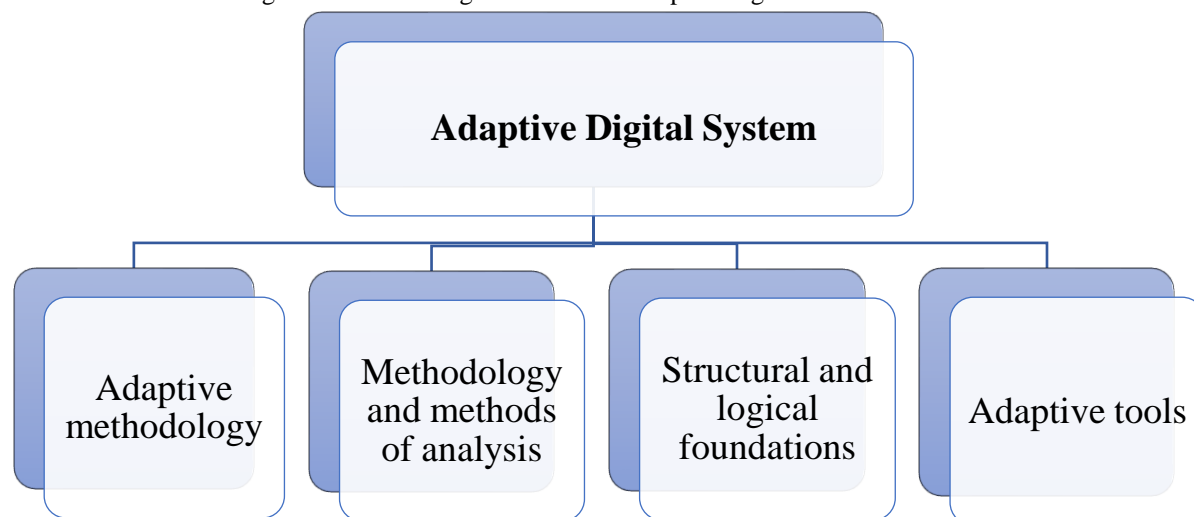 Adaptive Digital System
Adaptive
methodology
Methodology
and methods
of analysis
Structural and
logical
foundations
Adaptive tools